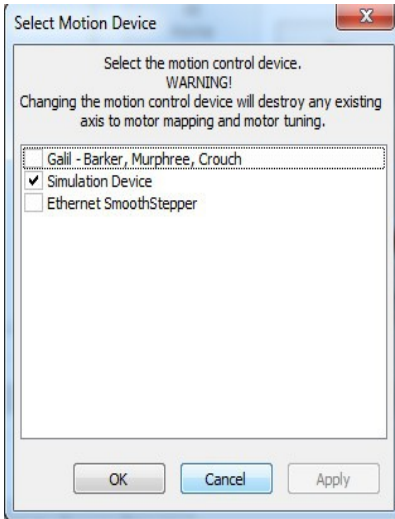 Select Motion Device
X
Select the motion control device.
WARNING!
Changing the motion control device will destroy any existing
axis to motor mapping and motor tuning.
Galil - Barker, Murphree, Crouch
Simulation Device
Ethernet SmoothStepper
OK Cancel Apply